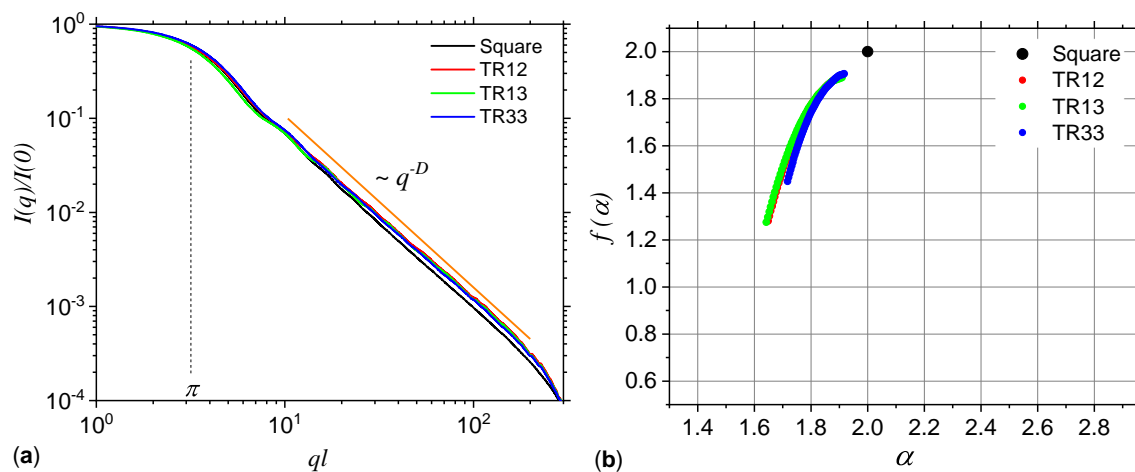 10^0
10^-1
10^-2
10^-3
10^-4
I(q)/I(0)
Square
TR12
TR13
TR33
~ q^-D
π
10^0
10^1
10^2
ql
(a)
2.0
1.8
1.6
1.4
1.2
1.0
0.8
0.6
f(α)
Square
TR12
TR13
TR33
1.4 1.6 1.8 2.0 2.2 2.4 2.6 2.8
α
(b)